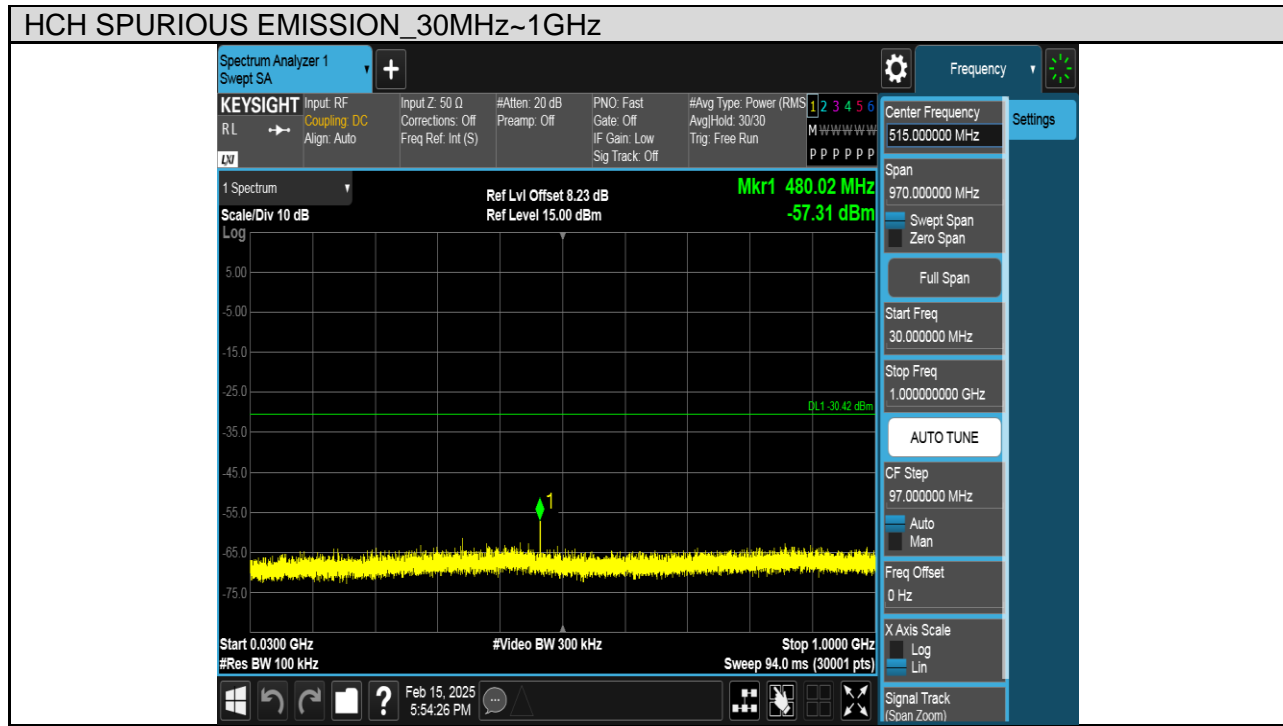 HCH SPURIOUS EMISSION_30MHz~1GHz
Spectrum Analyzer 1
Swept SA
Frequency
KEYSIGHT
R L
LXI
Input: RF
Coupling: DC
Align: Auto
Input Z: 50 Ω
Corrections: Off
Freq Ref: Int (S)
#Atten: 20 dB
Preamp: Off
PNO: Fast
Gate: Off
IF Gain: Low
Sig Track: Off
#Avg Type: Power (RMS
Avg|Hold: 30/30
Trig: Free Run
1 2 3 4 5 6
M W W W W W
P P P P P P
1 Spectrum
Scale/Div 10 dB
Ref Lvl Offset 8.23 dB
Ref Level 15.00 dBm
Mkr1 480.02 MHz
-57.31 dBm
Log
5.00
-5.00
-15.0
-25.0
DL1 -30.42 dBm
-35.0
-45.0
1
-55.0
-65.0
-75.0
Start 0.0300 GHz
#Video BW 300 kHz
Stop 1.0000 GHz
#Res BW 100 kHz
Sweep 94.0 ms (30001 pts)
?
Feb 15, 2025
5:54:26 PM
Center Frequency
515.000000 MHz
Settings
Span
970.000000 MHz
Swept Span
Zero Span
Full Span
Start Freq
30.000000 MHz
Stop Freq
1.000000000 GHz
AUTO TUNE
CF Step
97.000000 MHz
Auto
Man
Freq Offset
0 Hz
X Axis Scale
Log
Lin
Signal Track
(Span Zoom)